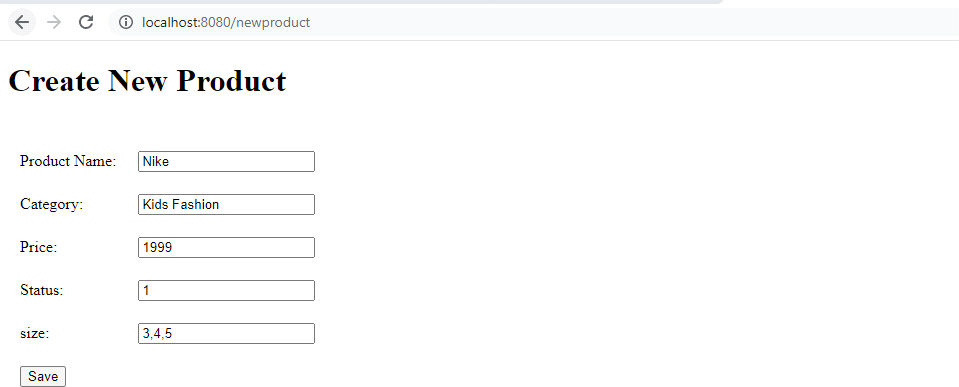 localhost:8080/newproduct
Create New Product
Product Name: Nike
Category: Kids Fashion
Price: 1999
Status: 1
size: 3,4,5
Save